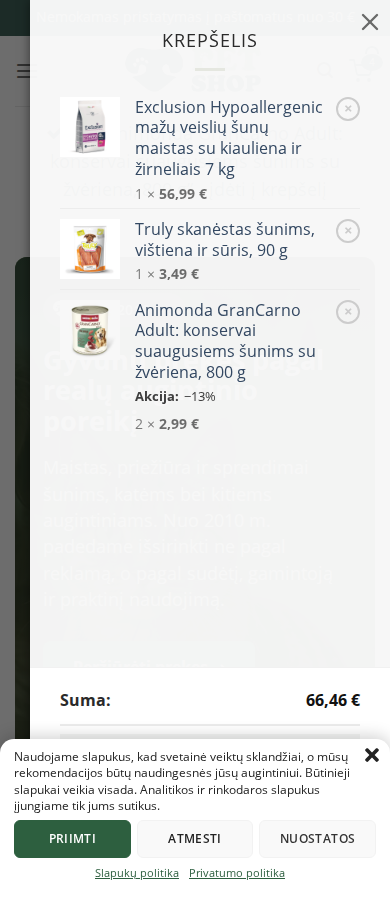 KREPŠELIS
Exclusion Hypoallergenic
mažų veislių šunų
maistas su kiauliena ir
žirneliais 7 kg
1 × 56,99 €
Truly skanėstas šunims,
vištiena ir sūris, 90 g
1 × 3,49 €
Animonda GranCarno
Adult: konservai
suaugusiems šunims su
žvėriena, 800 g
Akcija: −13%
2 × 2,99 €
Suma: 66,46 €
Naudojame slapukus, kad svetainė veiktų sklandžiai, o mūsų
rekomendacijos būtų naudingesnės jūsų augintiniui. Būtinieji
slapukai veikia visada. Analitikos ir rinkodaros slapukus
įjungiame tik jums sutikus.
PRIIMTI ATMESTI NUOSTATOS
Slapukų politika Privatumo politika